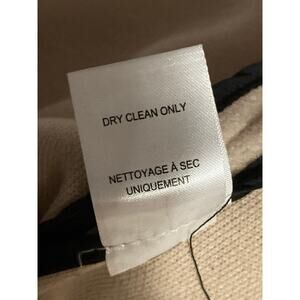 DRY CLEAN ONLY
NETTOYAGE À SEC
UNIQUEMENT